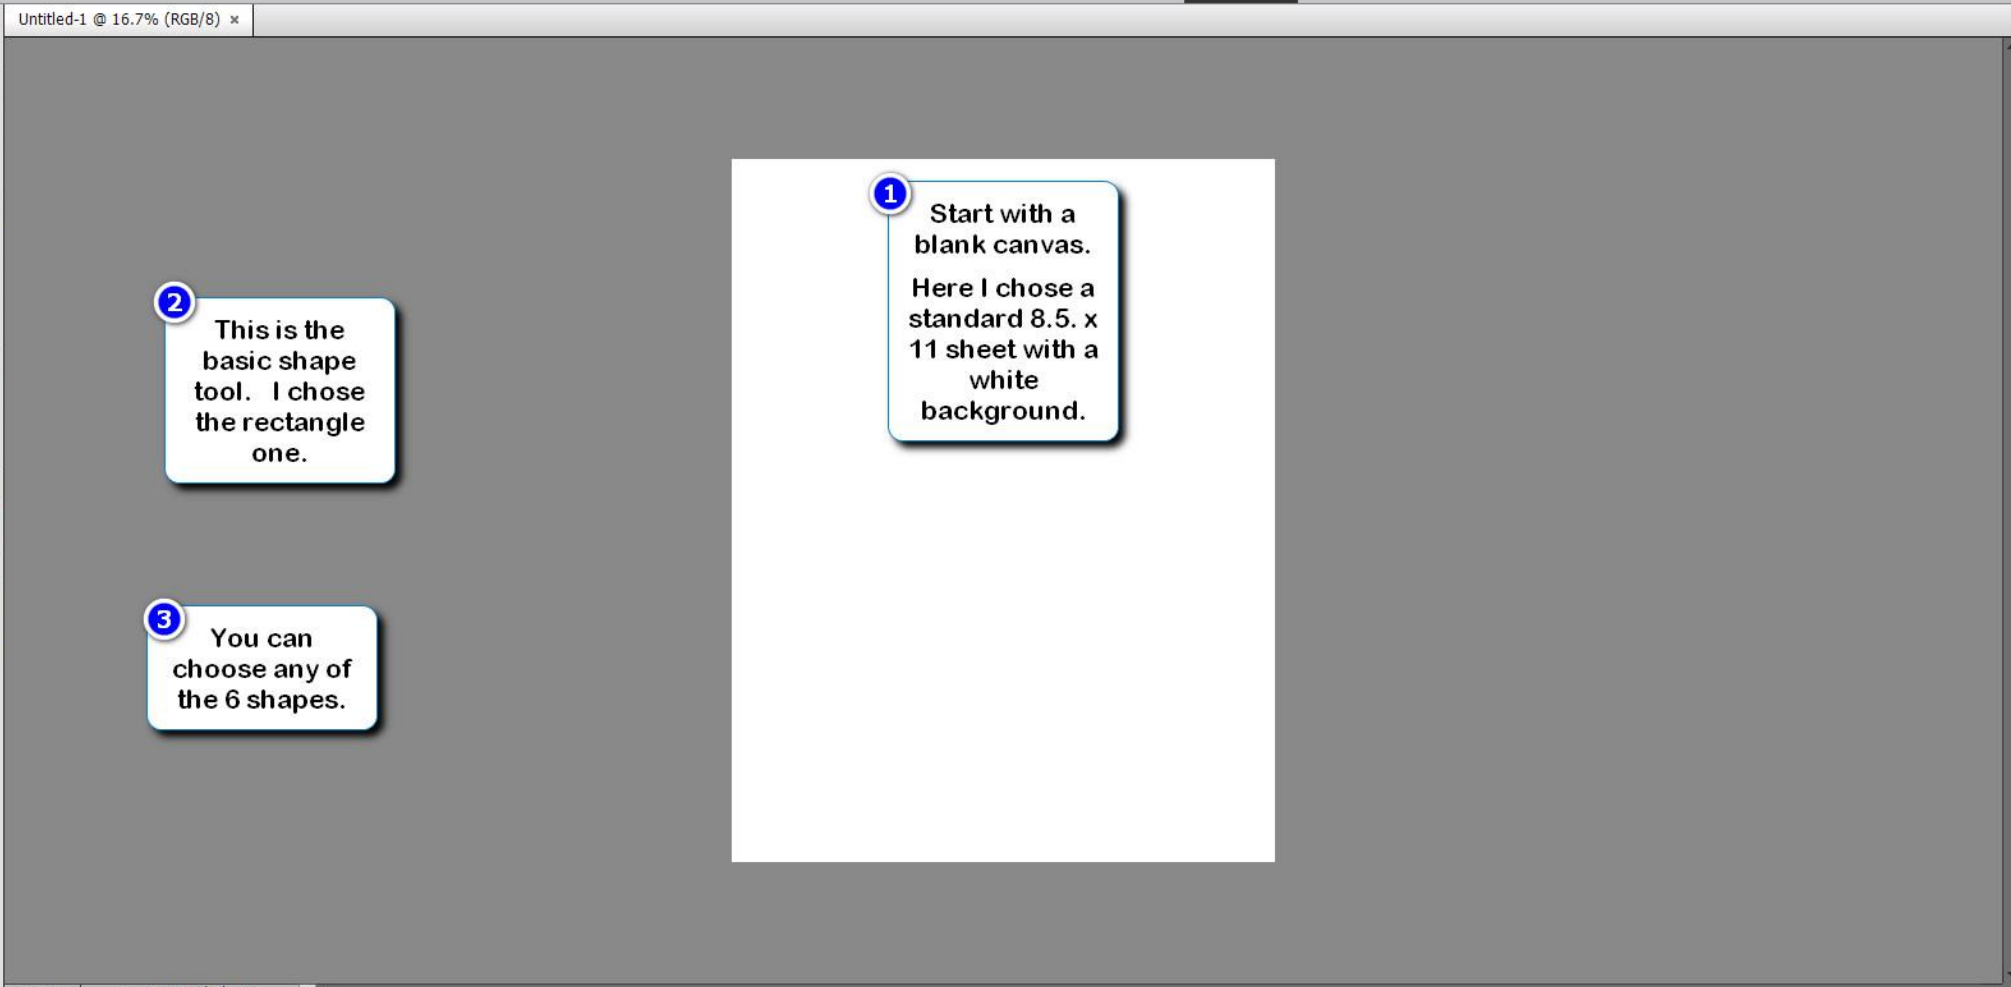 Untitled-1 @ 16.7% (RGB/8) ×
1
Start with a
blank canvas.
Here I chose a
standard 8.5. x
11 sheet with a
white
background.
2
This is the
basic shape
tool.   I chose
the rectangle
one.
3
You can
choose any of
the 6 shapes.